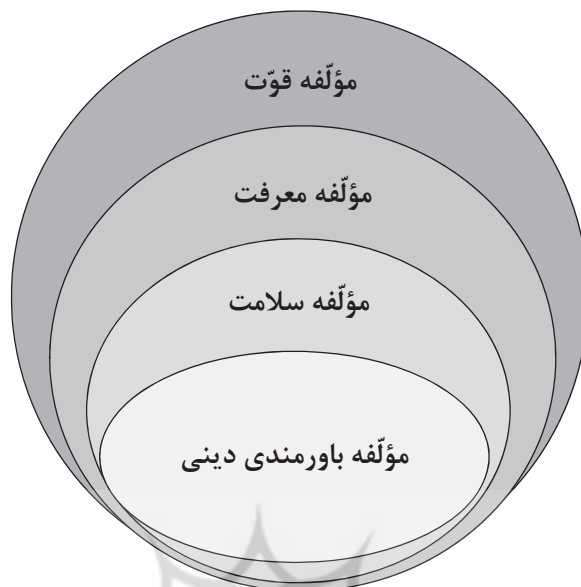 مؤلّفه قوّت
مؤلّفه معرفت
مؤلّفه سلامت
مؤلّفه باورمندی دینی